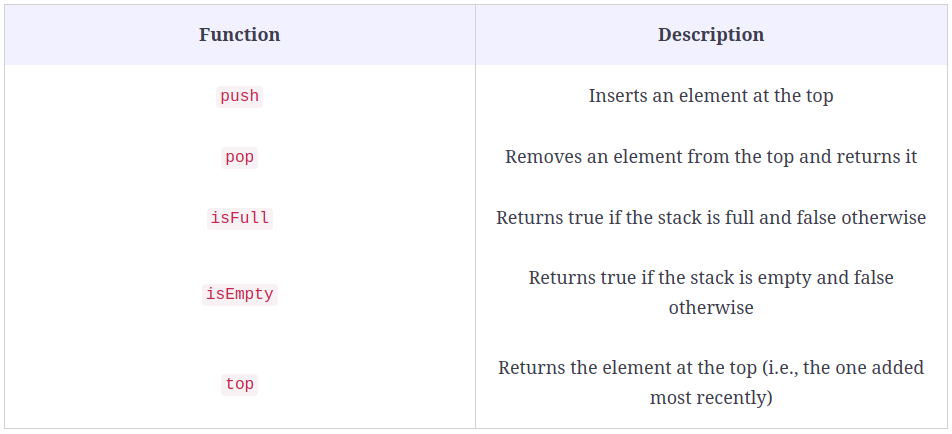 Function Description
push Inserts an element at the top
pop Removes an element from the top and returns it
isFull Returns true if the stack is full and false otherwise
isEmpty Returns true if the stack is empty and false
otherwise
top Returns the element at the top (i.e., the one added
most recently)